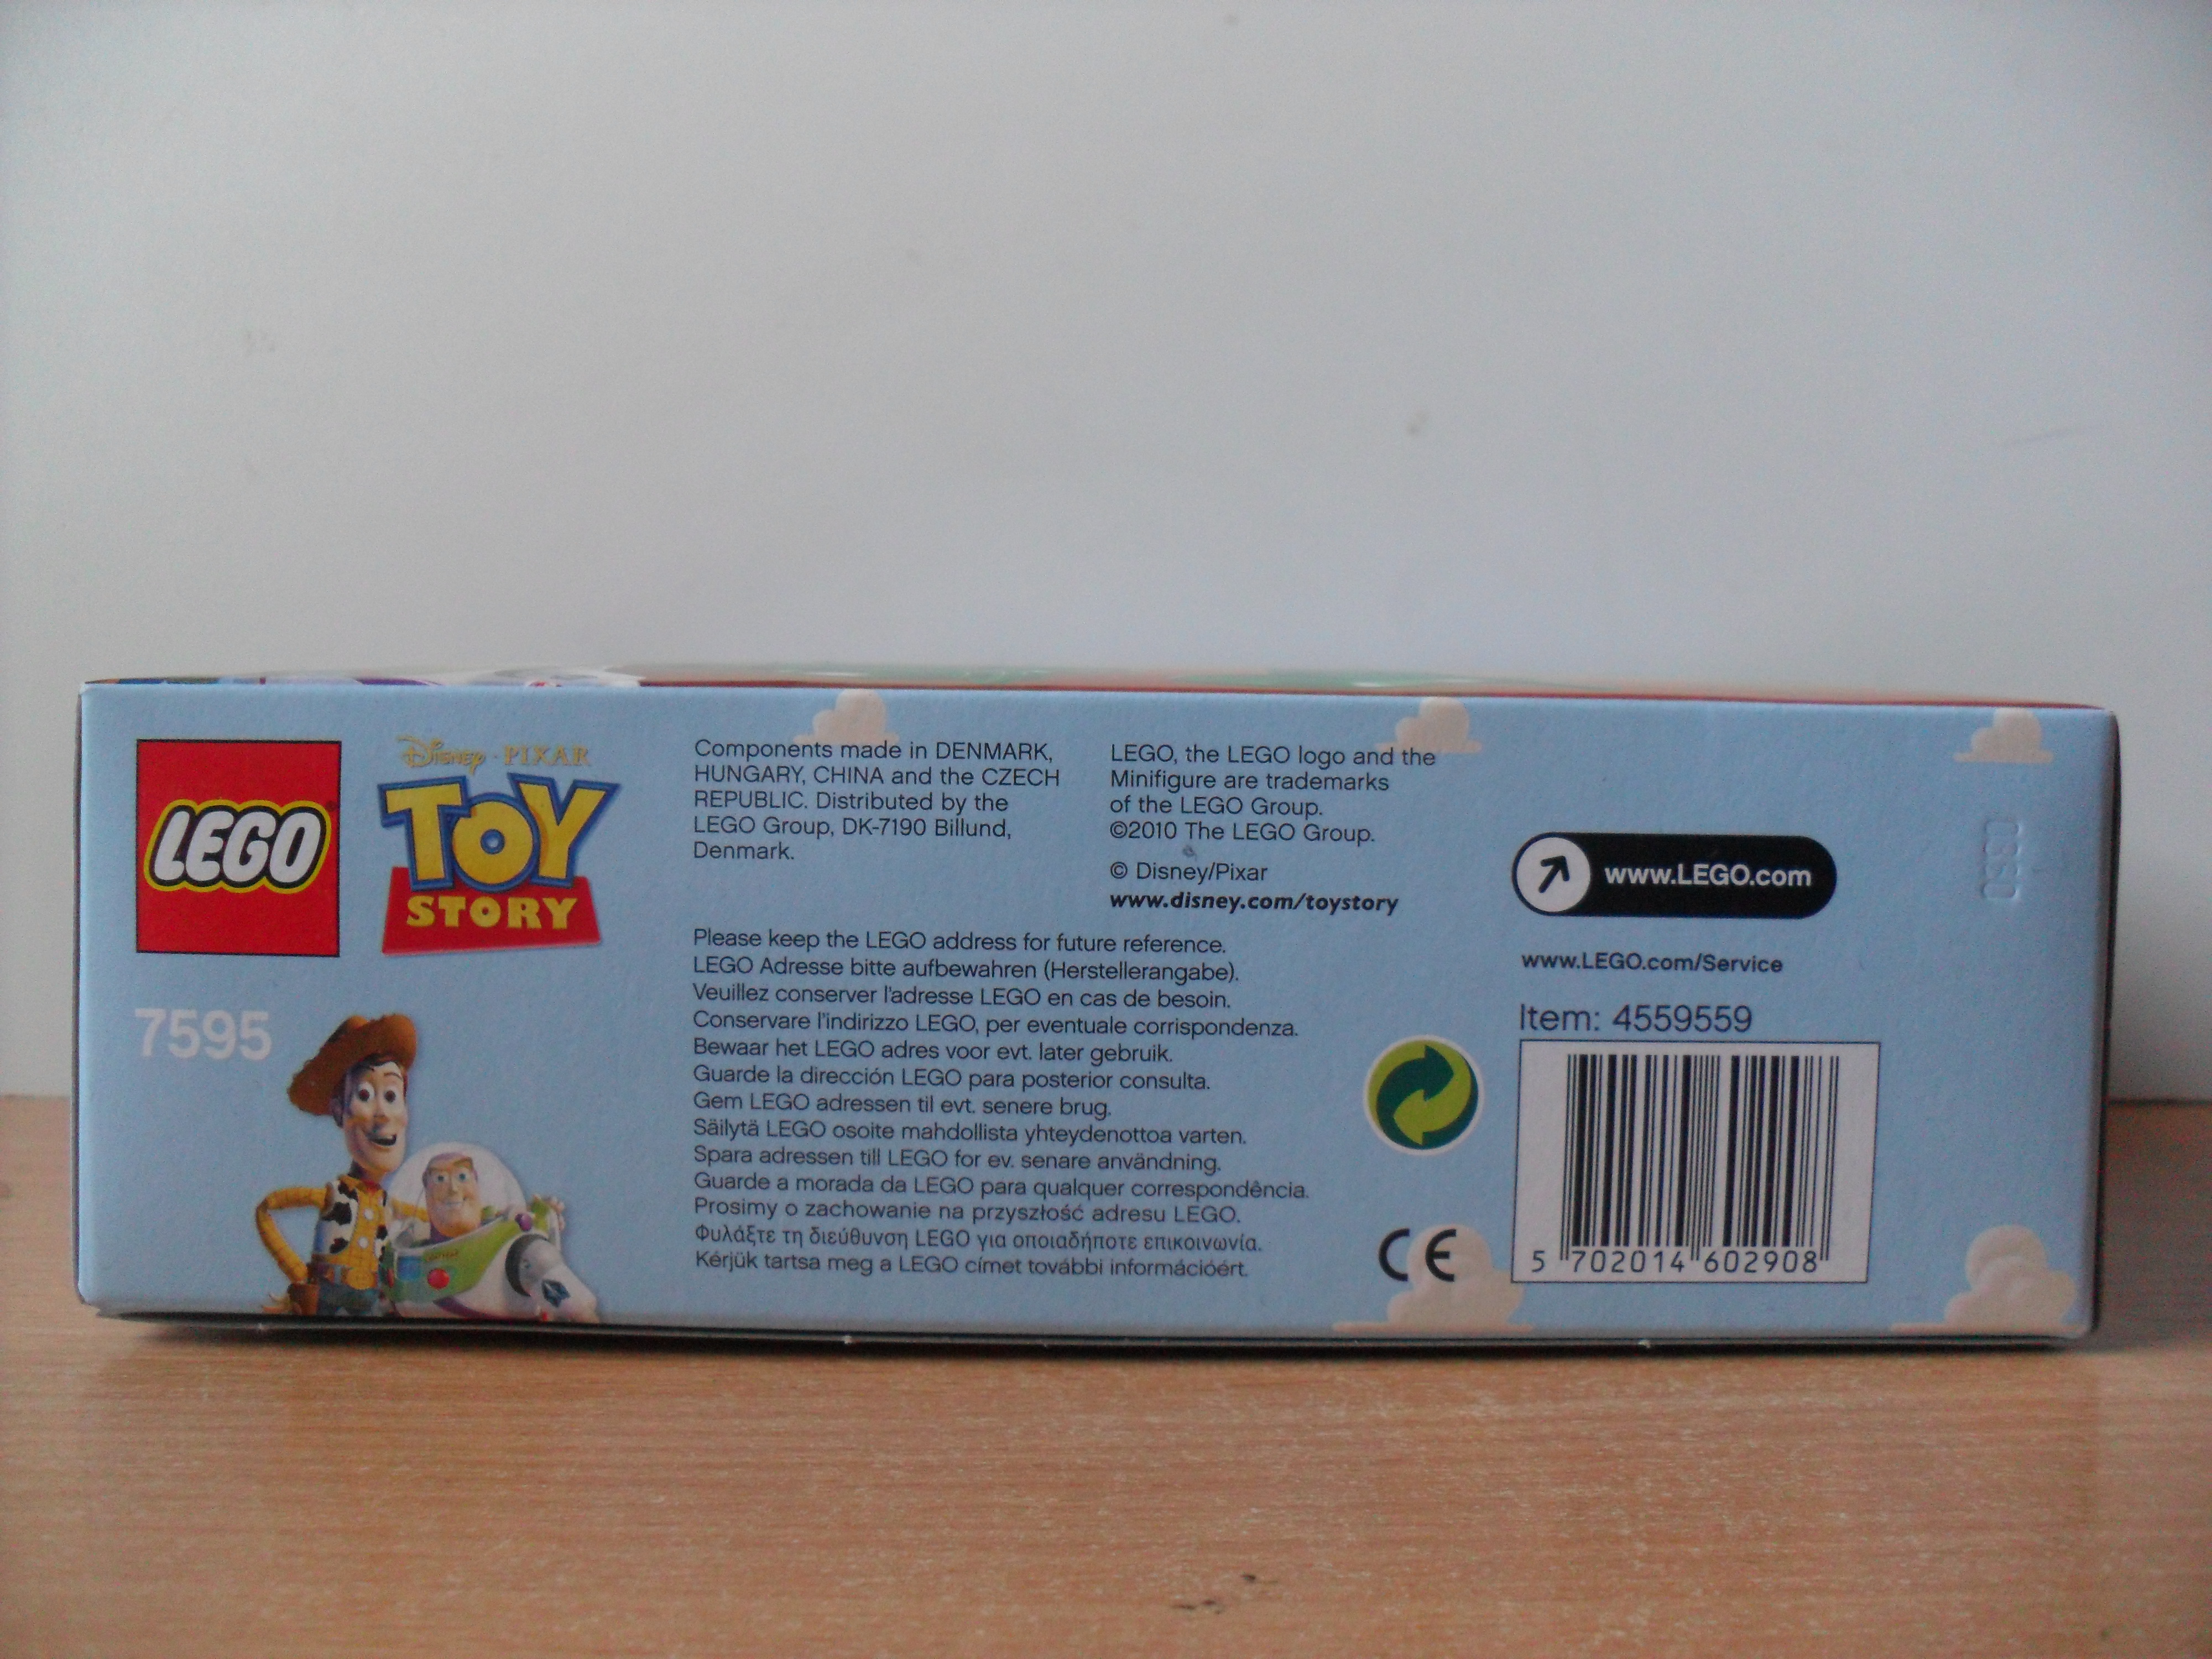 LEGO
Disney · PIXAR
TOY
STORY
7595
Components made in DENMARK,
HUNGARY, CHINA and the CZECH
REPUBLIC. Distributed by the
LEGO Group, DK-7190 Billund,
Denmark.
LEGO, the LEGO logo and the
Minifigure are trademarks
of the LEGO Group.
©2010 The LEGO Group.
© Disney/Pixar
www.disney.com/toystory
Please keep the LEGO address for future reference.
LEGO Adresse bitte aufbewahren (Herstellerangabe).
Veuillez conserver l'adresse LEGO en cas de besoin.
Conservare l'indirizzo LEGO, per eventuale corrispondenza.
Bewaar het LEGO adres voor evt. later gebruik.
Guarde la dirección LEGO para posterior consulta.
Gem LEGO adressen til evt. senere brug.
Säilytä LEGO osoite mahdollista yhteydenottoa varten.
Spara adressen till LEGO for ev. senare användning.
Guarde a morada da LEGO para qualquer correspondência.
Prosimy o zachowanie na przyszłość adresu LEGO.
Φυλάξτε τη διεύθυνση LEGO για οποιαδήποτε επικοινωνία.
Kérjük tartsa meg a LEGO címet további információért.
CE
www.LEGO.com
www.LEGO.com/Service
Item: 4559559
5 702014 602908